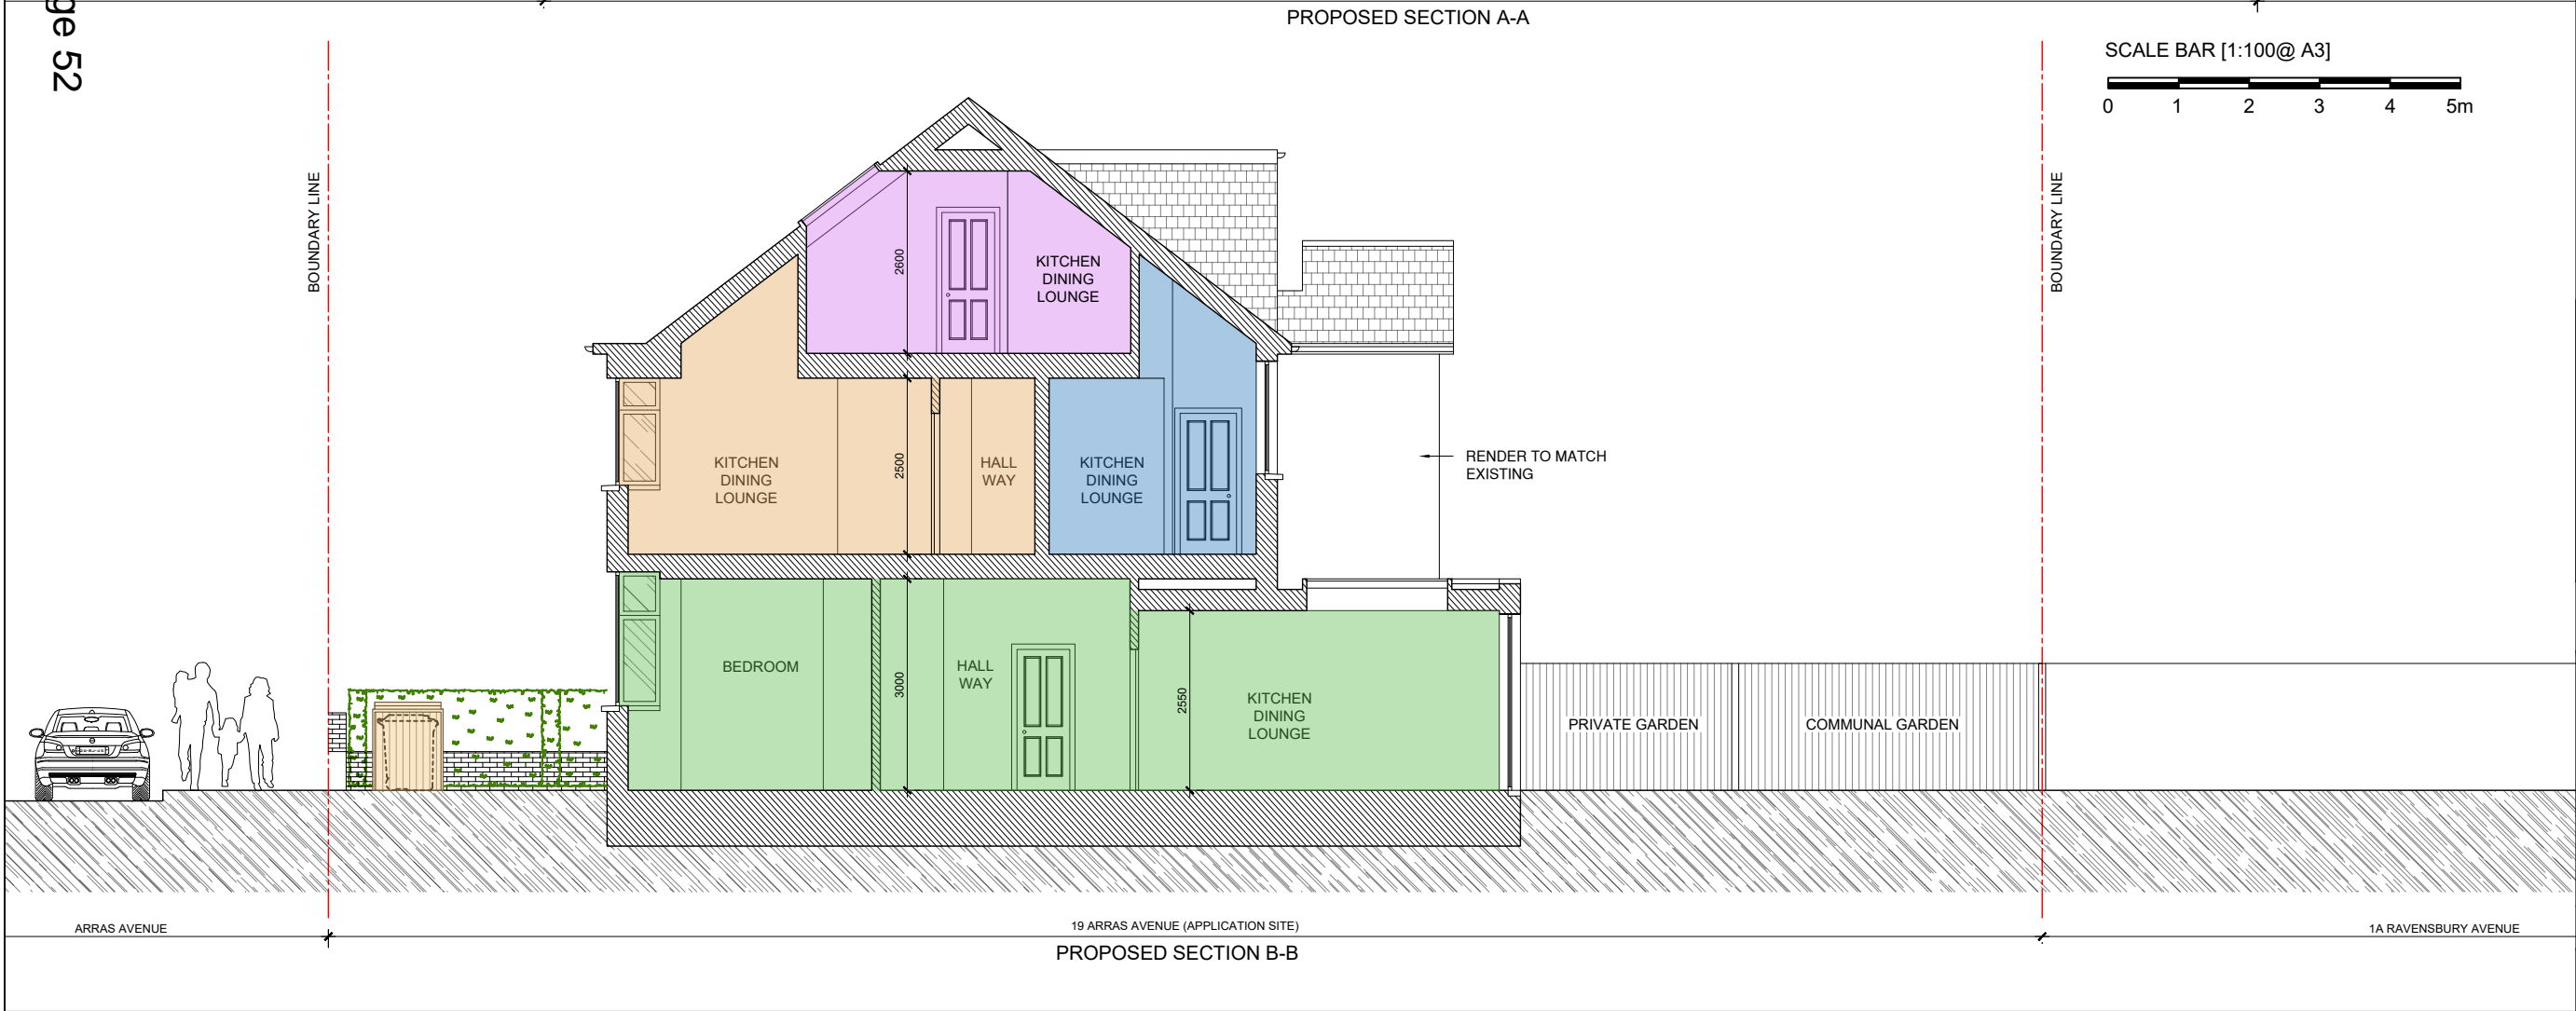 ge 52
PROPOSED SECTION A-A
SCALE BAR [1:100@ A3]
0 1 2 3 4 5m
BOUNDARY LINE
BOUNDARY LINE
2600
KITCHEN
DINING
LOUNGE
KITCHEN
DINING
LOUNGE
2500
HALL
WAY
KITCHEN
DINING
LOUNGE
RENDER TO MATCH
EXISTING
BEDROOM
3000
HALL
WAY
2550
KITCHEN
DINING
LOUNGE
PRIVATE GARDEN
COMMUNAL GARDEN
ARRAS AVENUE
19 ARRAS AVENUE (APPLICATION SITE)
1A RAVENSBURY AVENUE
PROPOSED SECTION B-B